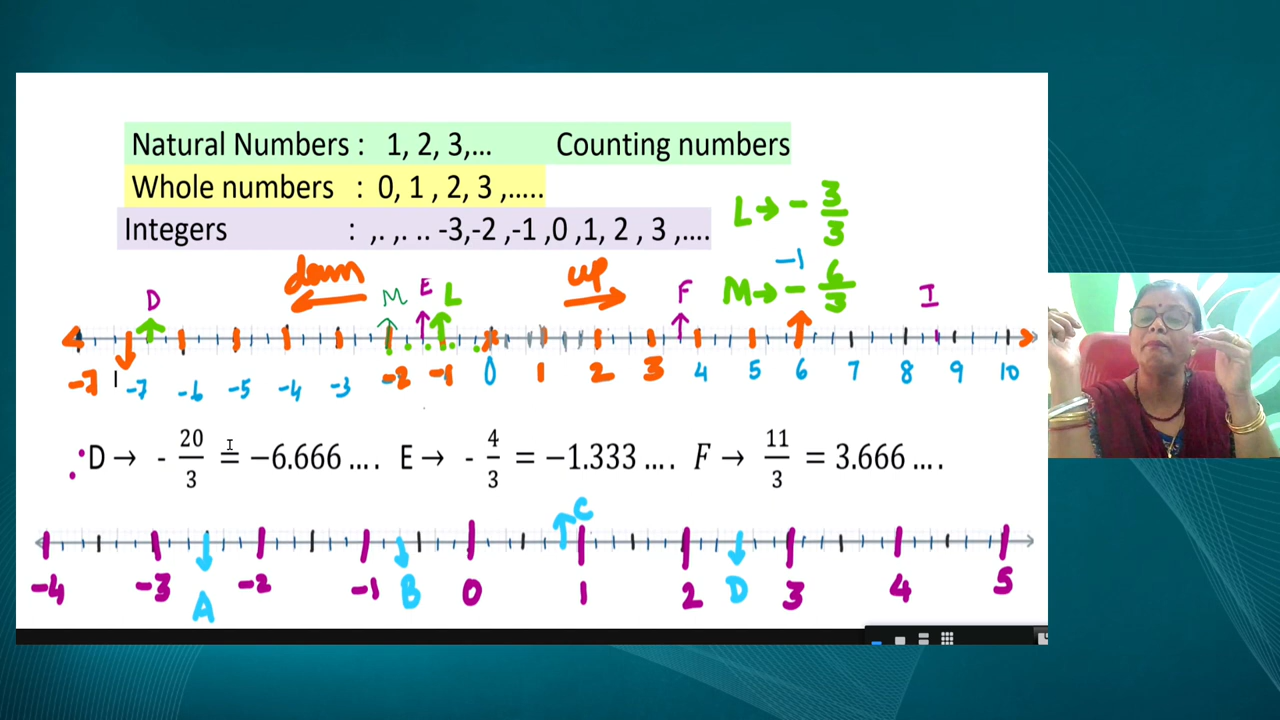 Natural Numbers : 1, 2, 3,... Counting numbers
Whole numbers : 0, 1 , 2, 3 ,.....
Integers : ,. ,. .. -3,-2 ,-1 ,0 ,1, 2 , 3 ,....
L→ - 3/3
-1
M→ - 6/3
down up
D M E L F I
-7 -2 -1 1 2 3
-7 -6 -5 -4 -3 0 4 5 6 7 8 9 10
∴D → - 20/3 = −6.666 .... E → - 4/3 = −1.333 .... F → 11/3 = 3.666 ....
C
-4 -3 -2 -1 0 1 2 3 4 5
A B D